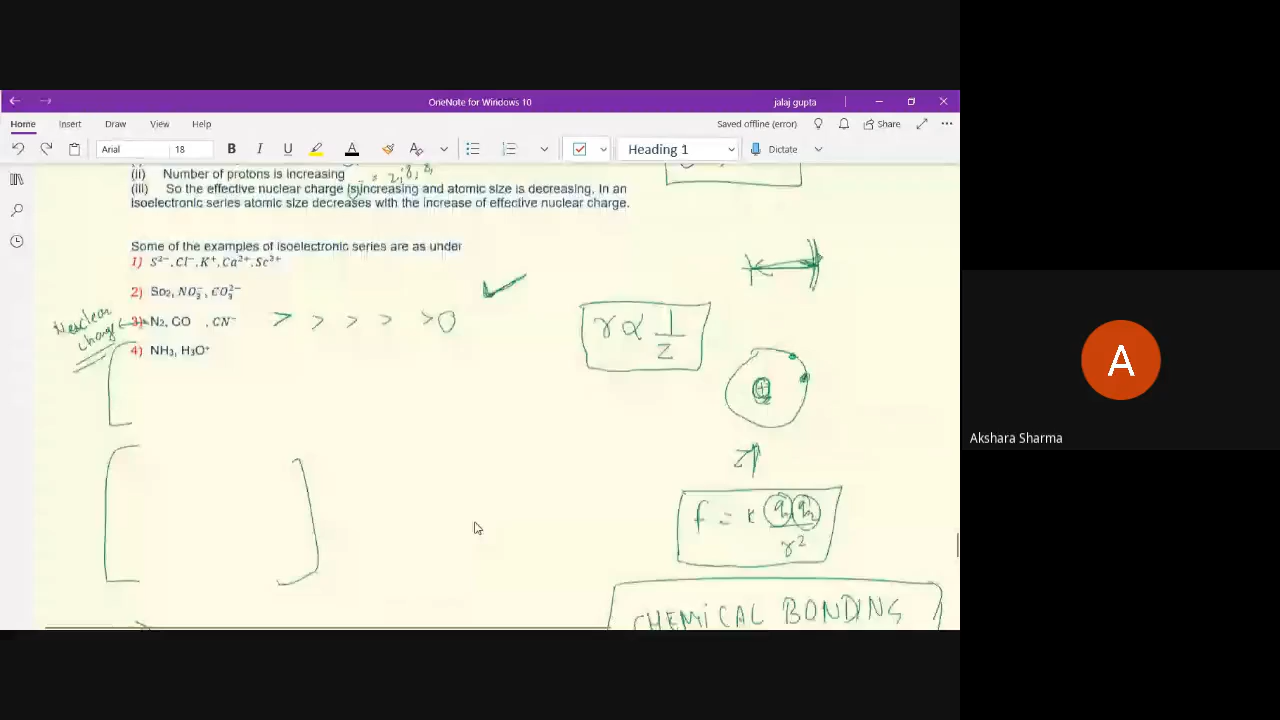 OneNote for Windows 10
jalaj gupta
Home Insert Draw View Help
Saved offline (error)
Share
Arial 18 B I U A Heading 1 Dictate
(ii) Number of protons is increasing
(iii) So the effective nuclear charge is increasing and atomic size is decreasing. In an
isoelectronic series atomic size decreases with the increase of effective nuclear charge.
Some of the examples of isoelectronic series are as under
1) S²⁻, Cl⁻, K⁺, Ca²⁺, Sc³⁺
2) So₂, NO₃⁻, CO₃²⁻
3) N₂, CO , CN⁻ > > > > >0
4) NH₃, H₃O⁺
Nuclear
charge
r ∝ 1/z
+
z↑
f = k q₁ q₂ / r²
CHEMICAL BONDING
A
Akshara Sharma